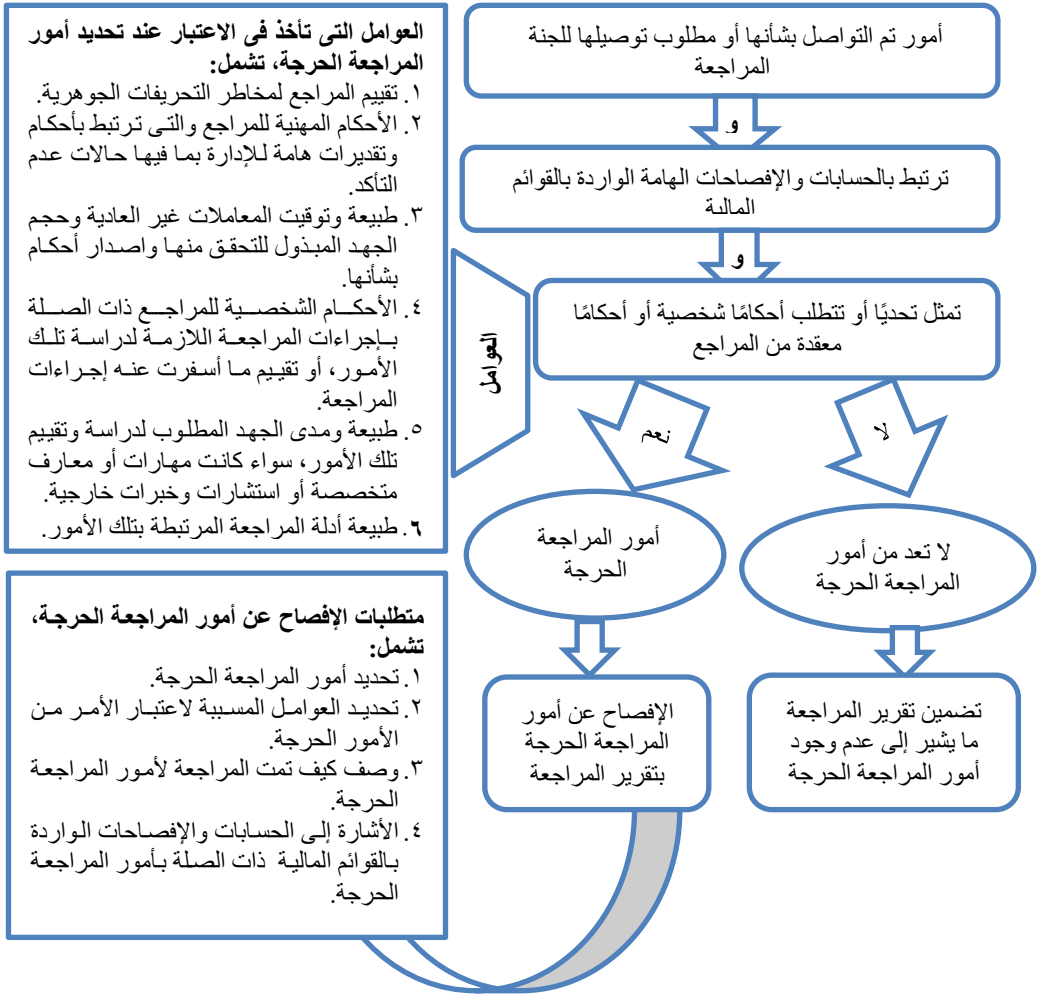 أمور تم التواصل بشأنها أو مطلوب توصيلها للجنة
المراجعة
و
ترتبط بالحسابات والإفصاحات الهامة الواردة بالقوائم
المالية
و
تمثل تحديًا أو تتطلب أحكامًا شخصية أو أحكامًا
معقدة من المراجع
العوامل
لا
نعم
لا تعد من أمور
المراجعة الحرجة
أمور المراجعة
الحرجة
تضمين تقرير المراجعة
ما يشير إلى عدم وجود
أمور المراجعة الحرجة
الإفصاح عن أمور
المراجعة الحرجة
بتقرير المراجعة
العوامل التى تأخذ فى الاعتبار عند تحديد أمور
المراجعة الحرجة، تشمل:
١. تقييم المراجع لمخاطر التحريفات الجوهرية.
٢. الأحكام المهنية للمراجع والتى ترتبط بأحكام
وتقديرات هامة للإدارة بما فيها حالات عدم
التأكد.
٣. طبيعة وتوقيت المعاملات غير العادية وحجم
الجهد المبذول للتحقق منها واصدار أحكام
بشأنها.
٤. الأحكام الشخصية للمراجع ذات الصلة
بإجراءات المراجعة اللازمة لدراسة تلك
الأمور، أو تقييم ما أسفرت عنه إجراءات
المراجعة.
٥. طبيعة ومدى الجهد المطلوب لدراسة وتقييم
تلك الأمور، سواء كانت مهارات أو معارف
متخصصة أو استشارات وخبرات خارجية.
٦. طبيعة أدلة المراجعة المرتبطة بتلك الأمور.
متطلبات الإفصاح عن أمور المراجعة الحرجة،
تشمل:
١. تحديد أمور المراجعة الحرجة.
٢. تحديد العوامل المسببة لاعتبار الأمر من
الأمور الحرجة.
٣. وصف كيف تمت المراجعة لأمور المراجعة
الحرجة.
٤. الأشارة إلى الحسابات والإفصاحات الواردة
بالقوائم المالية ذات الصلة بأمور المراجعة
الحرجة.